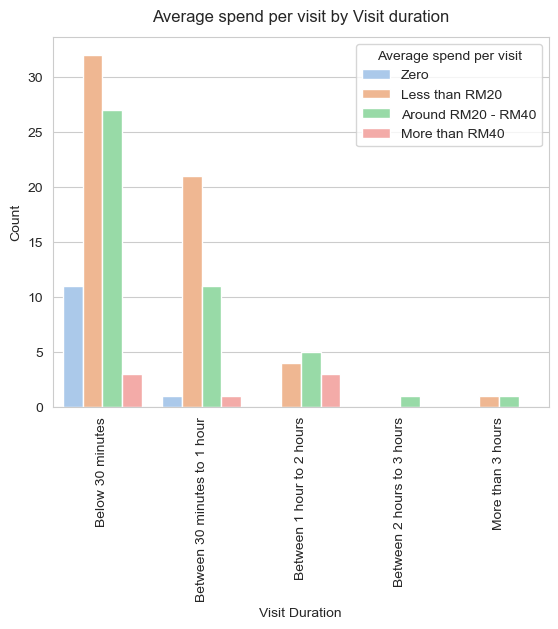 Average spend per visit by Visit duration
Average spend per visit
Zero
Less than RM20
Around RM20 - RM40
More than RM40
Count
30
25
20
15
10
5
0
Below 30 minutes
Between 30 minutes to 1 hour
Between 1 hour to 2 hours
Between 2 hours to 3 hours
More than 3 hours
Visit Duration